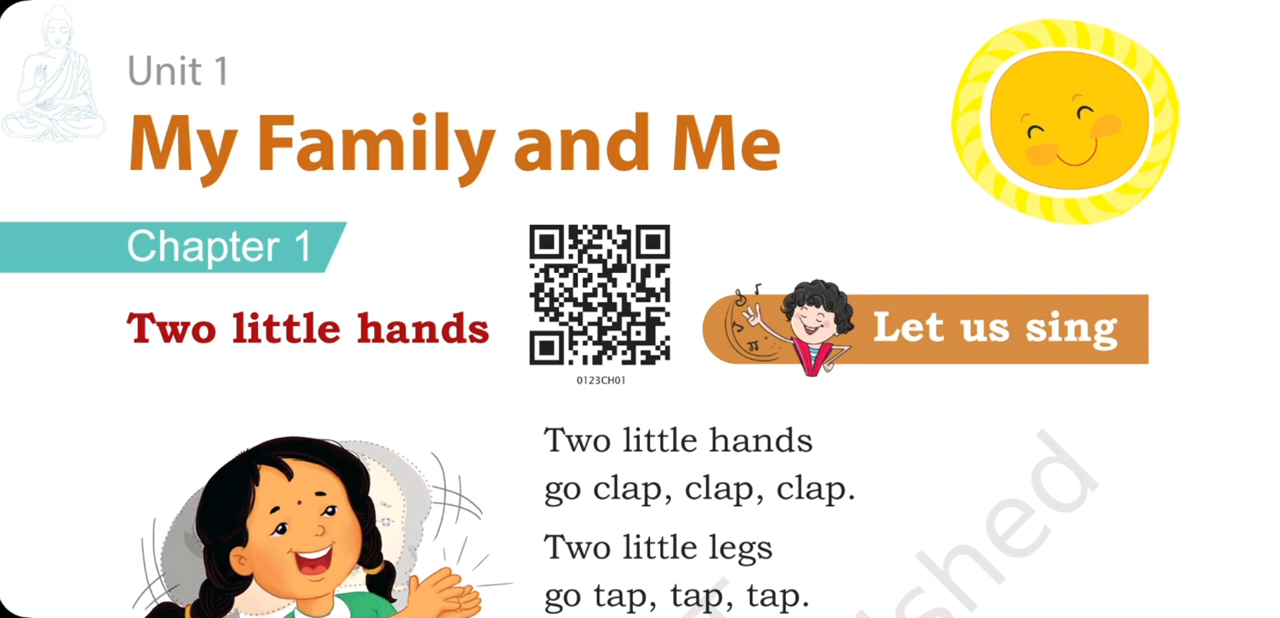 Unit 1
My Family and Me
Chapter 1
Two little hands
0123CH01
Let us sing
Two little hands
go clap, clap, clap.
Two little legs
go tap, tap, tap.
shed